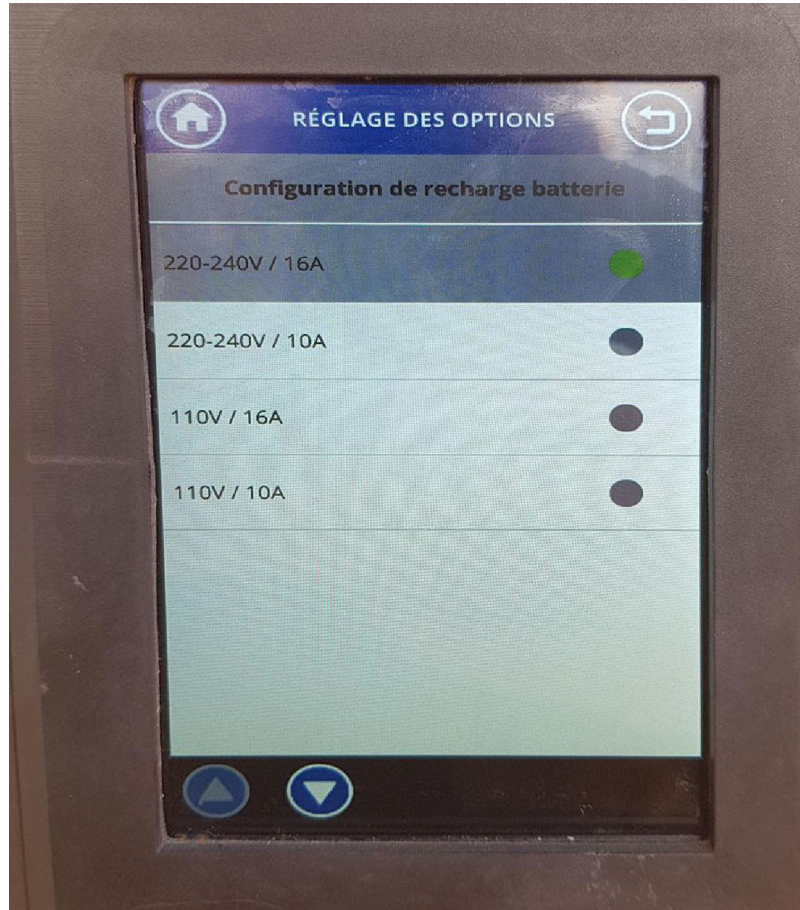 RÉGLAGE DES OPTIONS
Configuration de recharge batterie
220-240V / 16A
220-240V / 10A
110V / 16A
110V / 10A